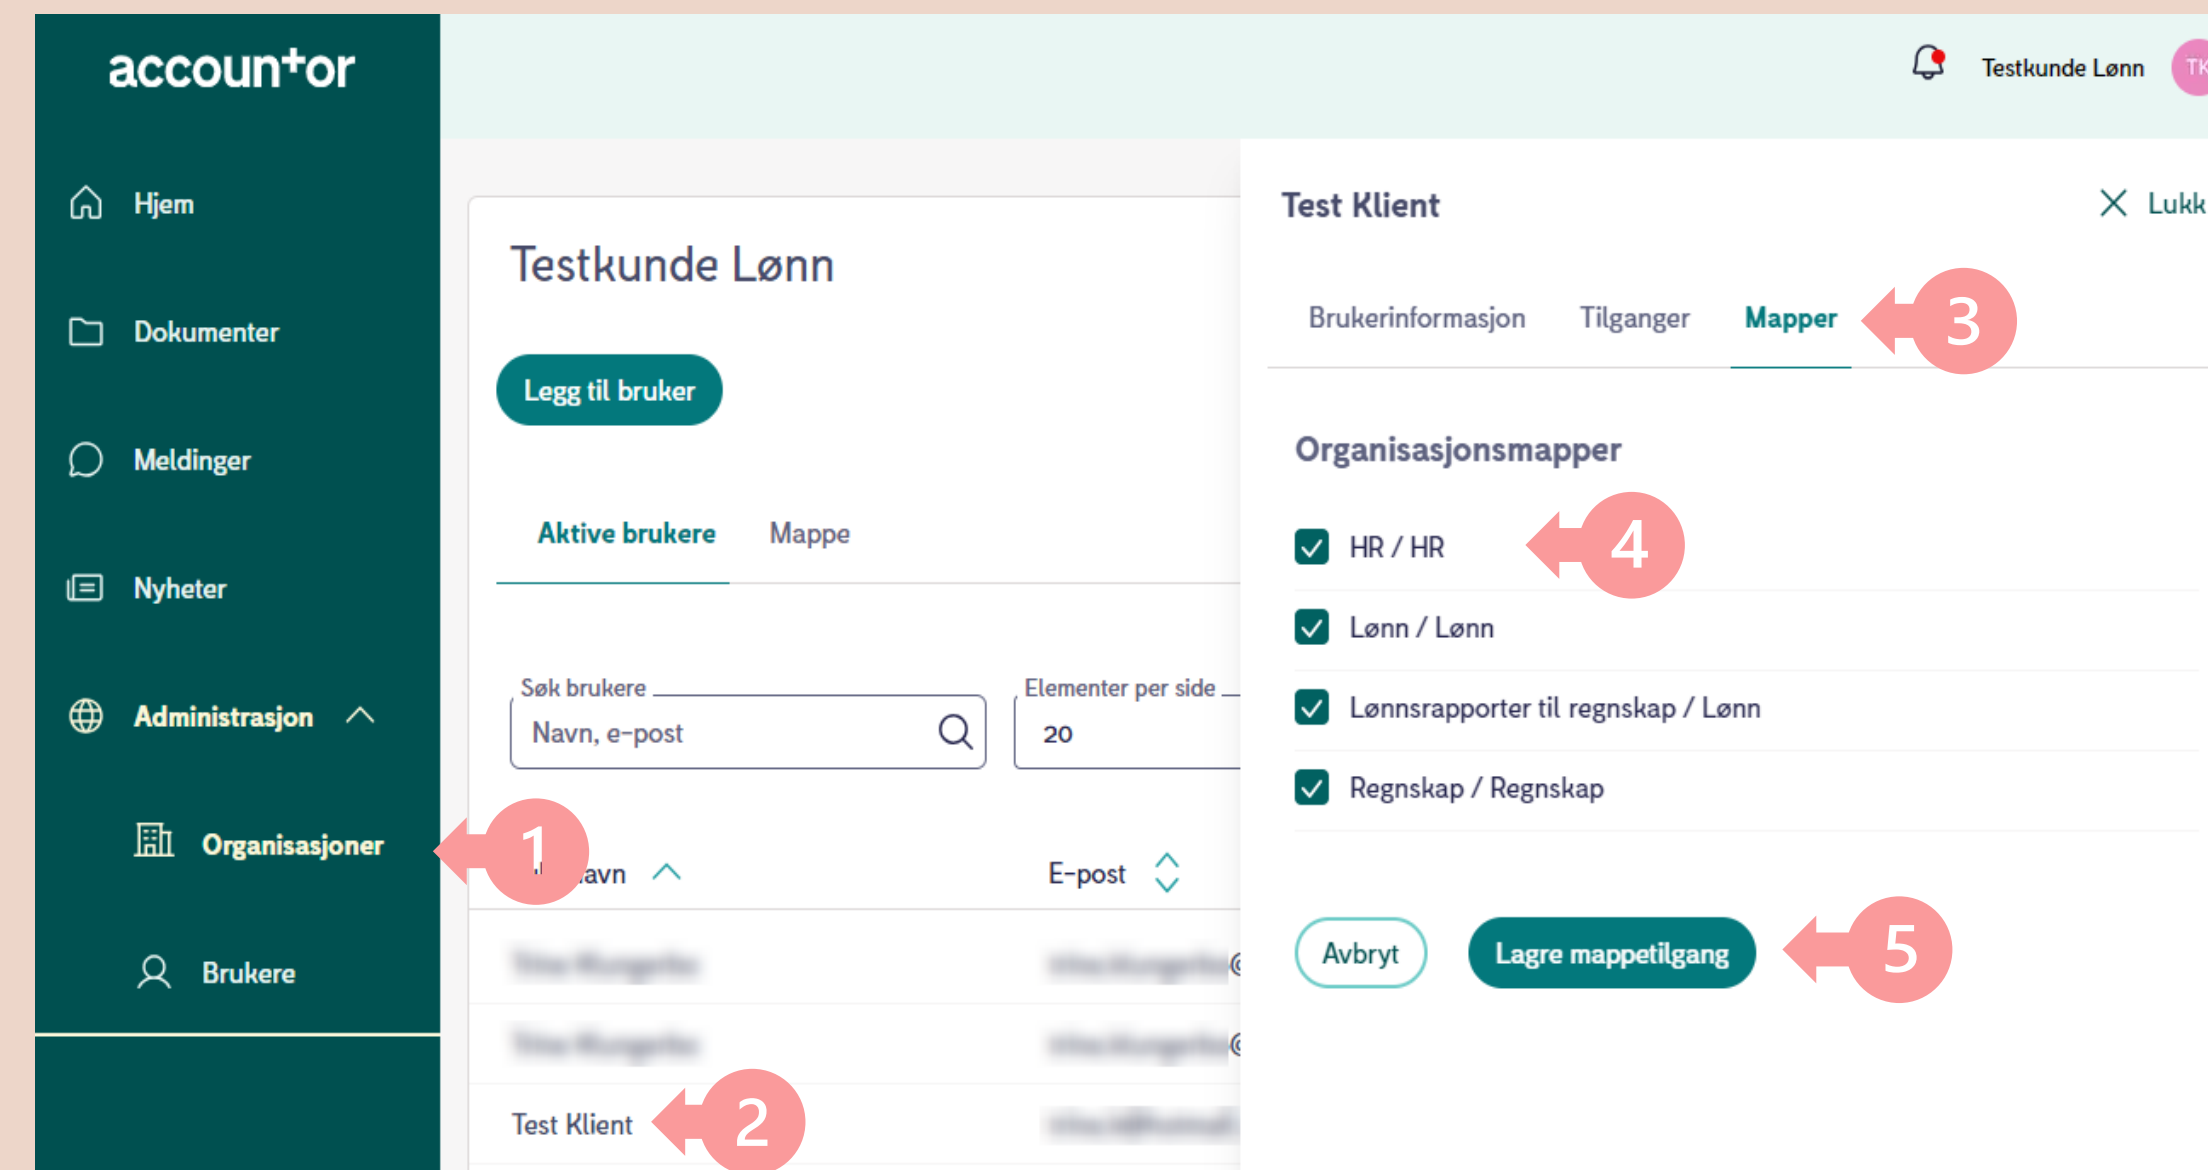 accountor
Testkunde Lønn
TK
Hjem
Dokumenter
Meldinger
Nyheter
Administrasjon
Organisasjoner
Brukere
Testkunde Lønn
Legg til bruker
Aktive brukere Mappe
Søk brukere
Navn, e-post
Elementer per side
20
1
E-post
Test Klient
2
Test Klient
Lukk
Brukerinformasjon Tilganger Mapper
3
Organisasjonsmapper
HR / HR
4
Lønn / Lønn
Lønnsrapporter til regnskap / Lønn
Regnskap / Regnskap
Avbryt
Lagre mappetilgang
5